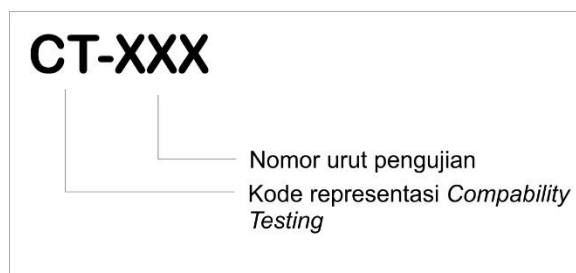 CT-XXX
Nomor urut pengujian
Kode representasi Compability
Testing